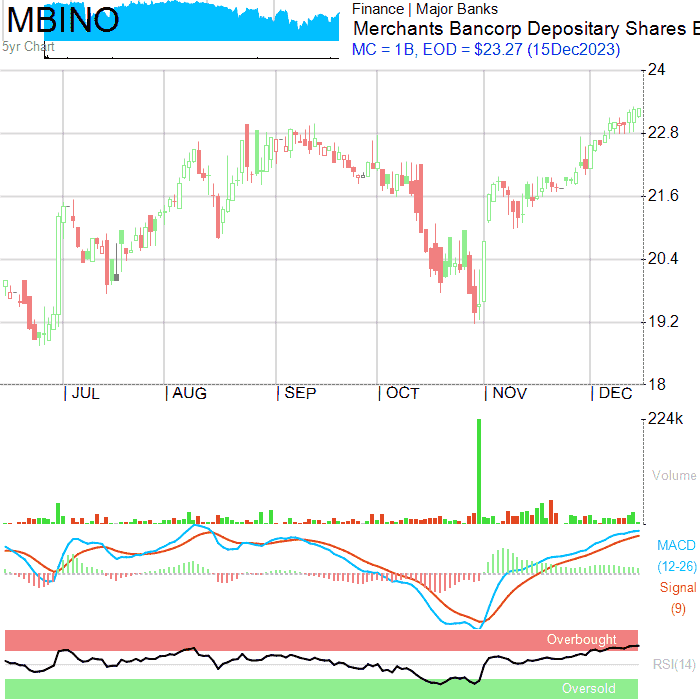 MBINO
5yr Chart
Finance | Major Banks
Merchants Bancorp Depositary Shares E
MC = 1B, EOD = $23.27 (15Dec2023)
24
22.8
21.6
20.4
19.2
18
JUL AUG SEP OCT NOV DEC
224k
Volume
MACD
(12-26)
Signal
(9)
Overbought
RSI(14)
Oversold